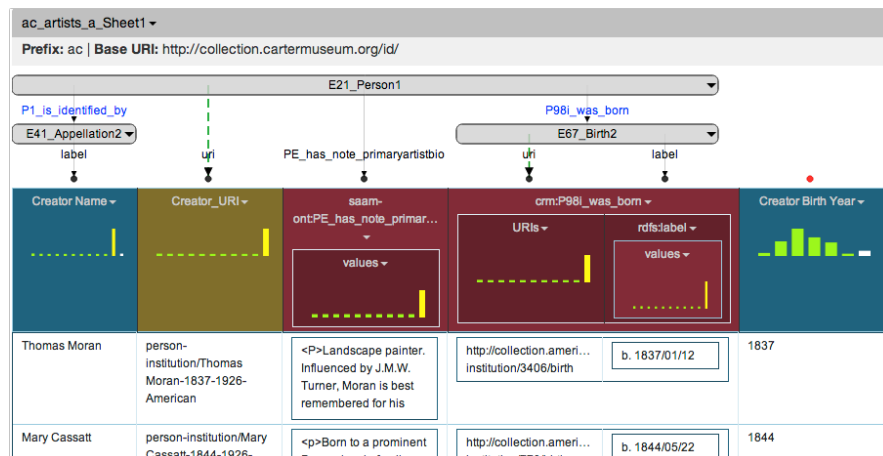 ac_artists_a_Sheet1
Prefix: ac | Base URI: http://collection.cartermuseum.org/id/
E21_Person1
P1_is_identified_by
P98i_was_born
E41_Appellation2
E67_Birth2
label
uri
PE_has_note_primaryartistbio
uri
label
Creator Name
Creator_URI
saam-
ont:PE_has_note_primar...
values
crm:P98i_was_born
URIs
rdfs:label
values
Creator Birth Year
Thomas Moran
person-
institution/Thomas
Moran-1837-1926-
American
<P>Landscape painter.
Influenced by J.M.W.
Turner, Moran is best
remembered for his
http://collection.ameri...
institution/3406/birth
b. 1837/01/12
1837
Mary Cassatt
person-institution/Mary
Cassatt-1844-1926-
<p>Born to a prominent
http://collection.ameri...
b. 1844/05/22
1844